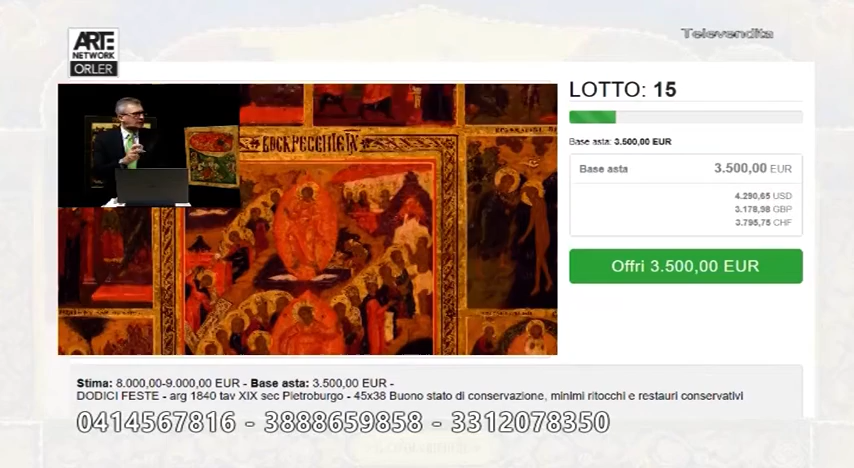 Televendita
ARTE
NETWORK
ORLER
LOTTO: 15
Base asta: 3.500,00 EUR
Base asta 3.500,00 EUR
4.290,65 USD
3.178,98 GBP
3.795,75 CHF
Offri 3.500,00 EUR
Stima: 8.000,00-9.000,00 EUR - Base asta: 3.500,00 EUR -
DODICI FESTE - arg 1840 tav XIX sec Pietroburgo - 45x38 Buono stato di conservazione, minimi ritocchi e restauri conservativi
0414567816 - 3888659858 - 3312078350